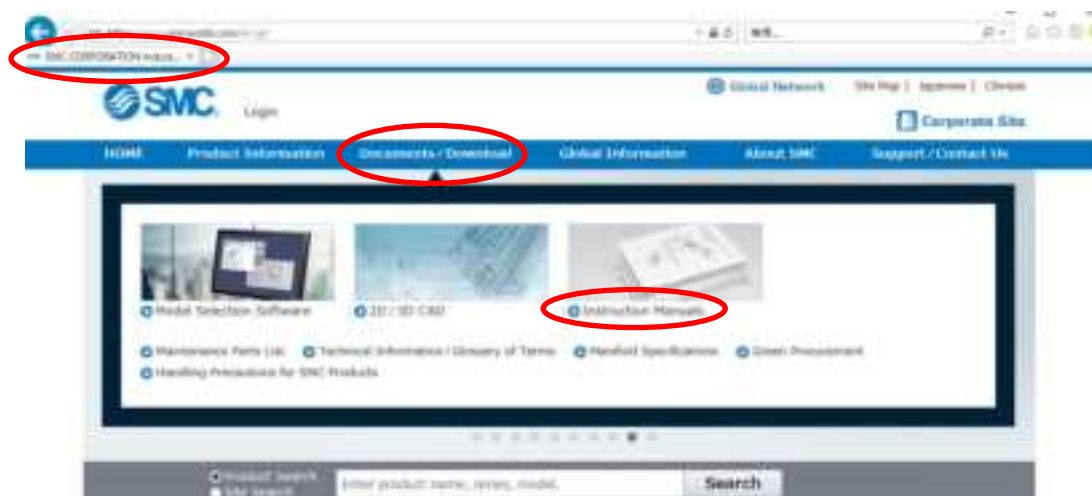 SMC CORPORATION
SMC Login
Global Network Site Map | Japanese | Chinese
Corporate Site
HOME Product Information Documents / Download Global Information About SMC Support / Contact Us
Model Selection Software 2D / 3D CAD Instruction Manuals
Maintenance Parts List Technical Information / Glossary of Terms Manifold Specifications Green Procurement
Handling Precautions for SMC Products
Product Search
Site Search
Enter product name, series, model. Search